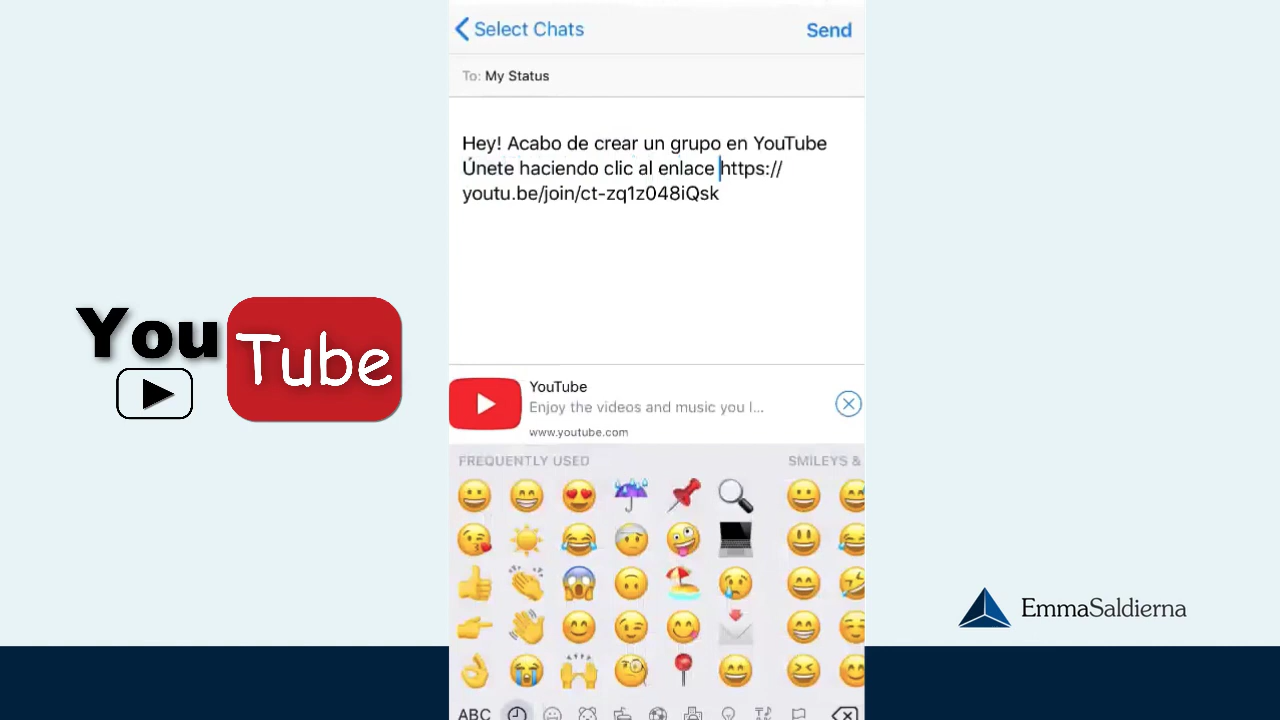 Select Chats
Send
To: My Status
Hey! Acabo de crear un grupo en YouTube
Únete haciendo clic al enlace https://
youtu.be/join/ct-zq1z048iQsk
You
Tube
YouTube
Enjoy the videos and music you l...
www.youtube.com
FREQUENTLY USED
SMILEYS &
EmmaSaldierna
ABC